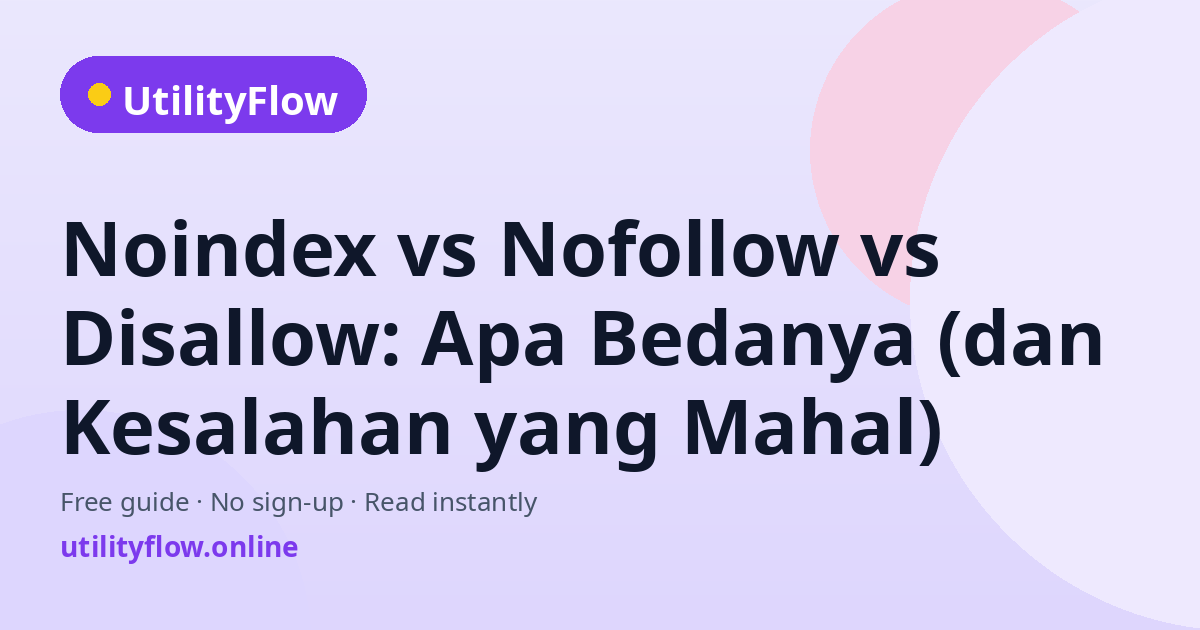 UtilityFlow
Noindex vs Nofollow vs
Disallow: Apa Bedanya (dan
Kesalahan yang Mahal)
Free guide · No sign-up · Read instantly
utilityflow.online